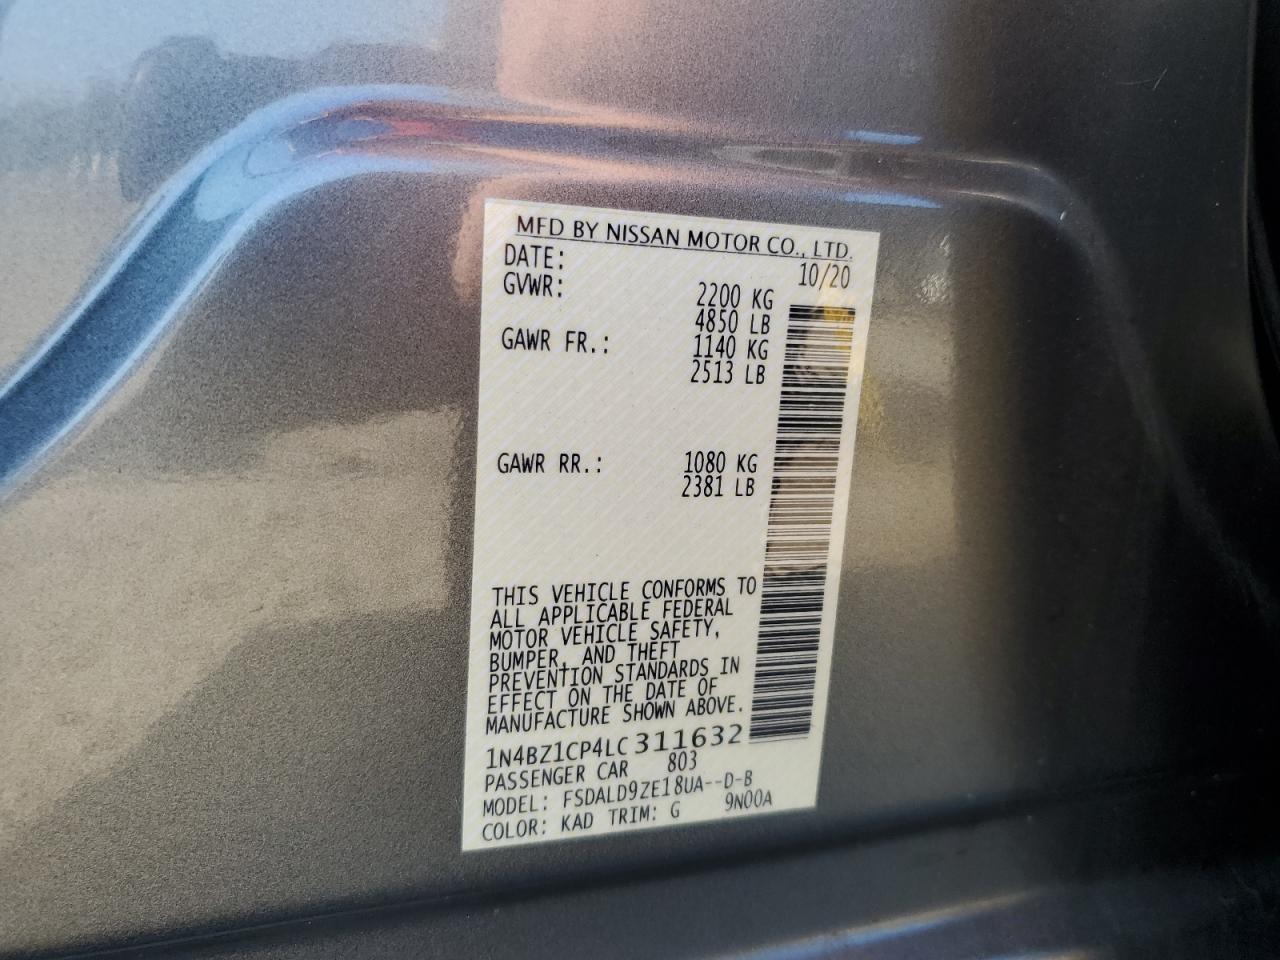 MFD BY NISSAN MOTOR CO., LTD.
DATE: 10/20
GVWR: 2200 KG
4850 LB
GAWR FR.: 1140 KG
2513 LB
GAWR RR.: 1080 KG
2381 LB
THIS VEHICLE CONFORMS TO
ALL APPLICABLE FEDERAL
MOTOR VEHICLE SAFETY,
BUMPER, AND THEFT
PREVENTION STANDARDS IN
EFFECT ON THE DATE OF
MANUFACTURE SHOWN ABOVE.
1N4BZ1CP4LC311632
PASSENGER CAR 803
MODEL: FSDALD9ZE18UA--D-B
COLOR: KAD TRIM: G 9N00A